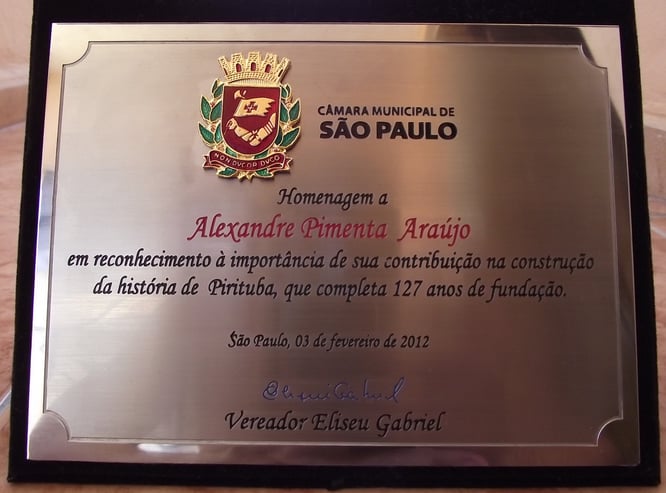 CÂMARA MUNICIPAL DE
SÃO PAULO
NON DVCOR DVCO
Homenagem a
Alexandre Pimenta Araújo
em reconhecimento à importância de sua contribuição na construção
da história de Pirituba, que completa 127 anos de fundação.
São Paulo, 03 de fevereiro de 2012
Eliseu Gabriel
Vereador Eliseu Gabriel